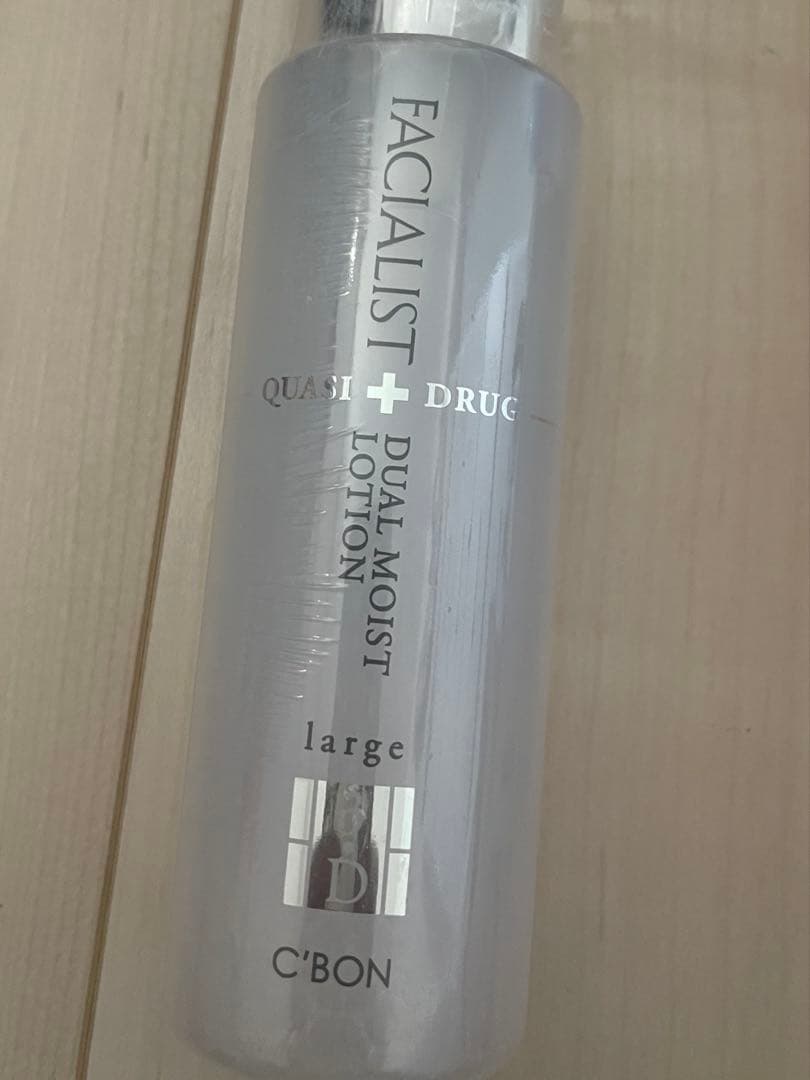 FACIALIST
QUASI DRUG
DUAL MOIST
LOTION
large
D
C'BON